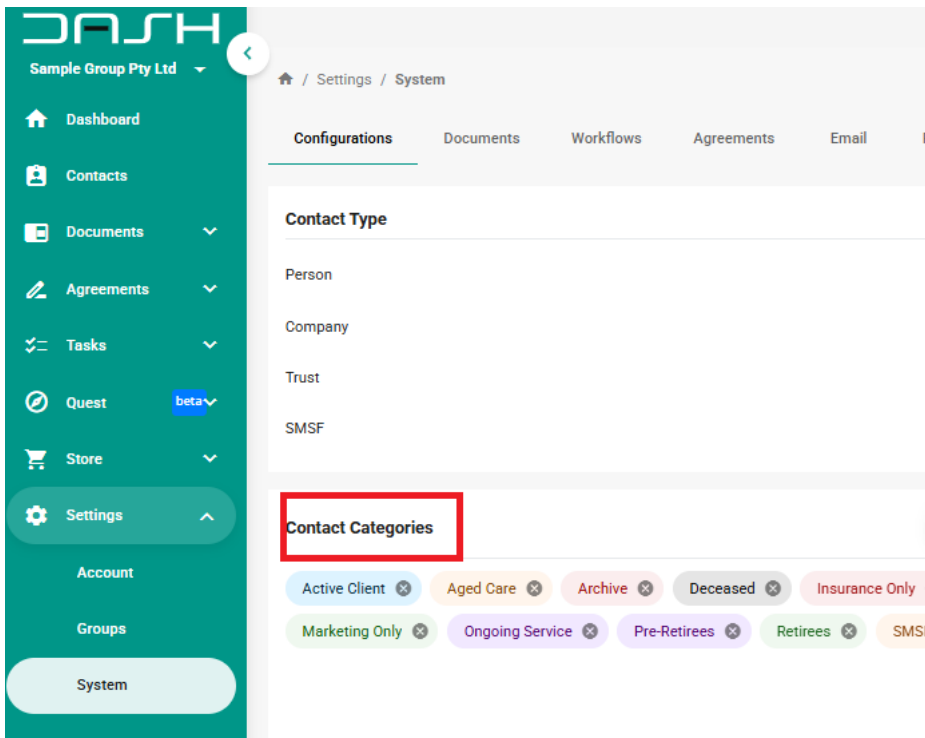 DASH
Sample Group Pty Ltd
/ Settings / System
Dashboard
Contacts
Documents
Agreements
Tasks
Quest beta
Store
Settings
Account
Groups
System
Configurations Documents Workflows Agreements Email
Contact Type
Person
Company
Trust
SMSF
Contact Categories
Active Client Aged Care Archive Deceased Insurance Only
Marketing Only Ongoing Service Pre-Retirees Retirees